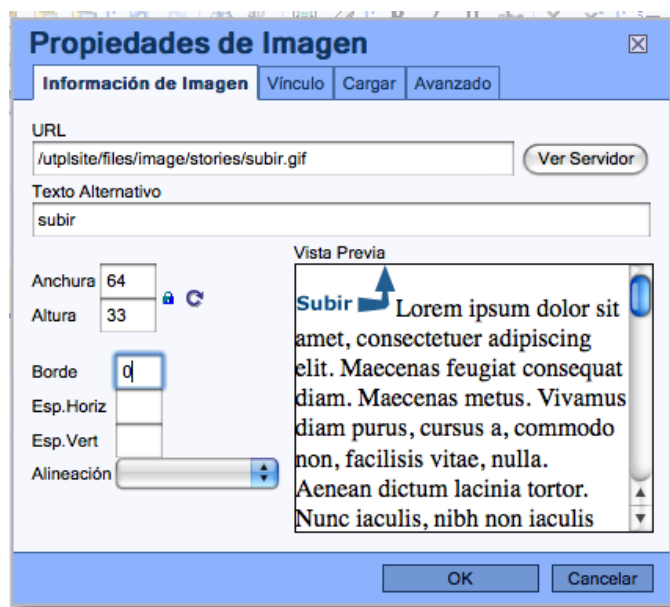 Propiedades de Imagen
Información de Imagen Vínculo Cargar Avanzado
URL
/utplsite/files/image/stories/subir.gif Ver Servidor
Texto Alternativo
subir
Vista Previa
Anchura 64
Altura 33
Borde 0
Esp.Horiz
Esp.Vert
Alineación
Subir Lorem ipsum dolor sit
amet, consectetuer adipiscing
elit. Maecenas feugiat consequat
diam. Maecenas metus. Vivamus
diam purus, cursus a, commodo
non, facilisis vitae, nulla.
Aenean dictum lacinia tortor.
Nunc iaculis, nibh non iaculis
OK Cancelar